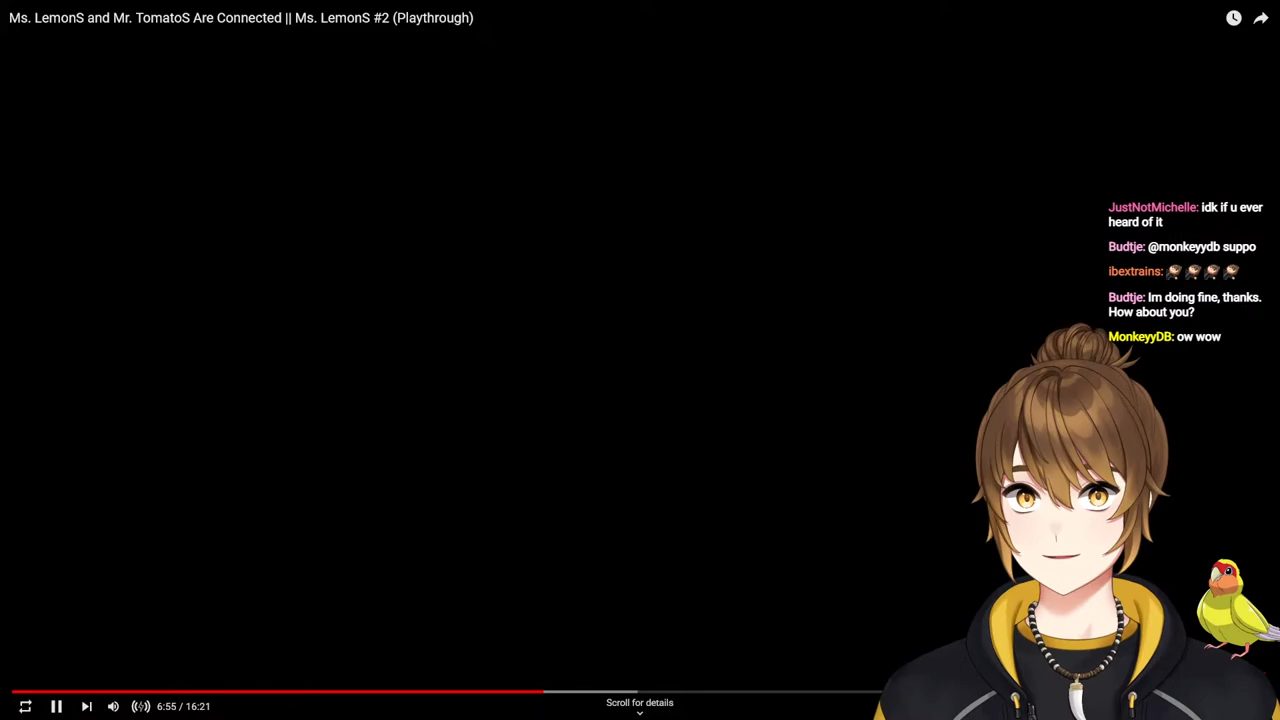 Ms. LemonS and Mr. TomatoS Are Connected || Ms. LemonS #2 (Playthrough)
JustNotMichelle: idk if u ever
heard of it
Budtje: @monkeyydb suppo
ibextrains:
Budtje: Im doing fine, thanks.
How about you?
MonkeyyDB: ow wow
6:55 / 16:21
Scroll for details